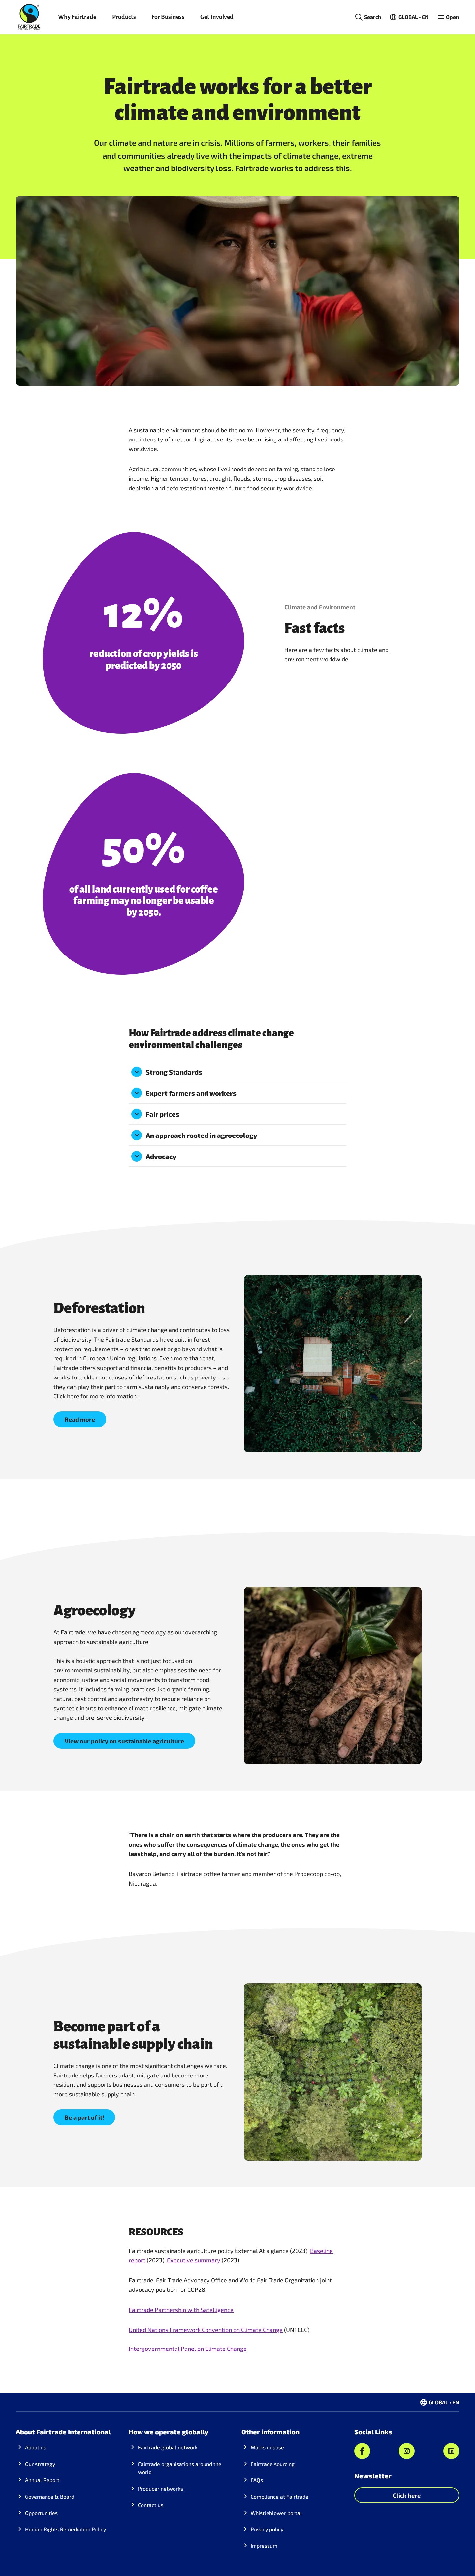 FAIRTRADE
Why Fairtrade
Products
For Business
Get Involved
Search
GLOBAL - EN
Open
Fairtrade works for a better
climate and environment
Our climate and nature are in crisis. Millions of farmers, workers, their families
and communities already live with the impacts of climate change, extreme
weather and biodiversity loss. Fairtrade works to address this.
A sustainable environment should be the norm. However, the severity, frequency,
and intensity of meteorological events have been rising and affecting livelihoods
worldwide.
Agricultural communities, whose livelihoods depend on farming, stand to lose
income. Higher temperatures, drought, floods, storms, crop diseases, soil
depletion and deforestation threaten future food security worldwide.
12%
reduction of crop yields is
predicted by 2050
Climate and Environment
Fast facts
Here are a few facts about climate and
environment worldwide.
50%
of all land currently used for coffee
farming may no longer be usable
by 2050.
How Fairtrade address climate change
environmental challenges
Strong Standards
Expert farmers and workers
Fair prices
An approach rooted in agroecology
Advocacy
Deforestation
Deforestation is a driver of climate change and contributes to loss
of biodiversity. The Fairtrade Standards have built in forest
protection requirements – ones that meet or go beyond what is
required in European Union regulations. Even more than that,
Fairtrade offers support and financial benefits to producers – and
works to tackle root causes of deforestation such as poverty – so
they can play their part to farm sustainably and conserve forests.
Click here for more information.
Read more
Agroecology
At Fairtrade, we have chosen agroecology as our overarching
approach to sustainable agriculture.
This is a holistic approach that is not just focused on
environmental sustainability, but also emphasises the need for
economic justice and social movements to transform food
systems. It includes farming practices like organic farming,
natural pest control and agroforestry to reduce reliance on
synthetic inputs to enhance climate resilience, mitigate climate
change and pre-serve biodiversity.
View our policy on sustainable agriculture
"There is a chain on earth that starts where the producers are. They are the
ones who suffer the consequences of climate change, the ones who get the
least help, and carry all of the burden. It's not fair."
Bayardo Betanco, Fairtrade coffee farmer and member of the Prodecoop co-op,
Nicaragua.
Become part of a
sustainable supply chain
Climate change is one of the most significant challenges we face.
Fairtrade helps farmers adapt, mitigate and become more
resilient and supports businesses and consumers to be part of a
more sustainable supply chain.
Be a part of it!
RESOURCES
Fairtrade sustainable agriculture policy External At a glance (2023); Baseline
report (2023); Executive summary (2023)
Fairtrade, Fair Trade Advocacy Office and World Fair Trade Organization joint
advocacy position for COP28
Fairtrade Partnership with Satelligence
United Nations Framework Convention on Climate Change (UNFCCC)
Intergovernmental Panel on Climate Change
GLOBAL - EN
About Fairtrade International
About us
Our strategy
Annual Report
Governance & Board
Opportunities
Human Rights Remediation Policy
How we operate globally
Fairtrade global network
Fairtrade organisations around the
world
Producer networks
Contact us
Other information
Marks misuse
Fairtrade sourcing
FAQs
Compliance at Fairtrade
Whistleblower portal
Privacy policy
Impressum
Social Links
Newsletter
Click here